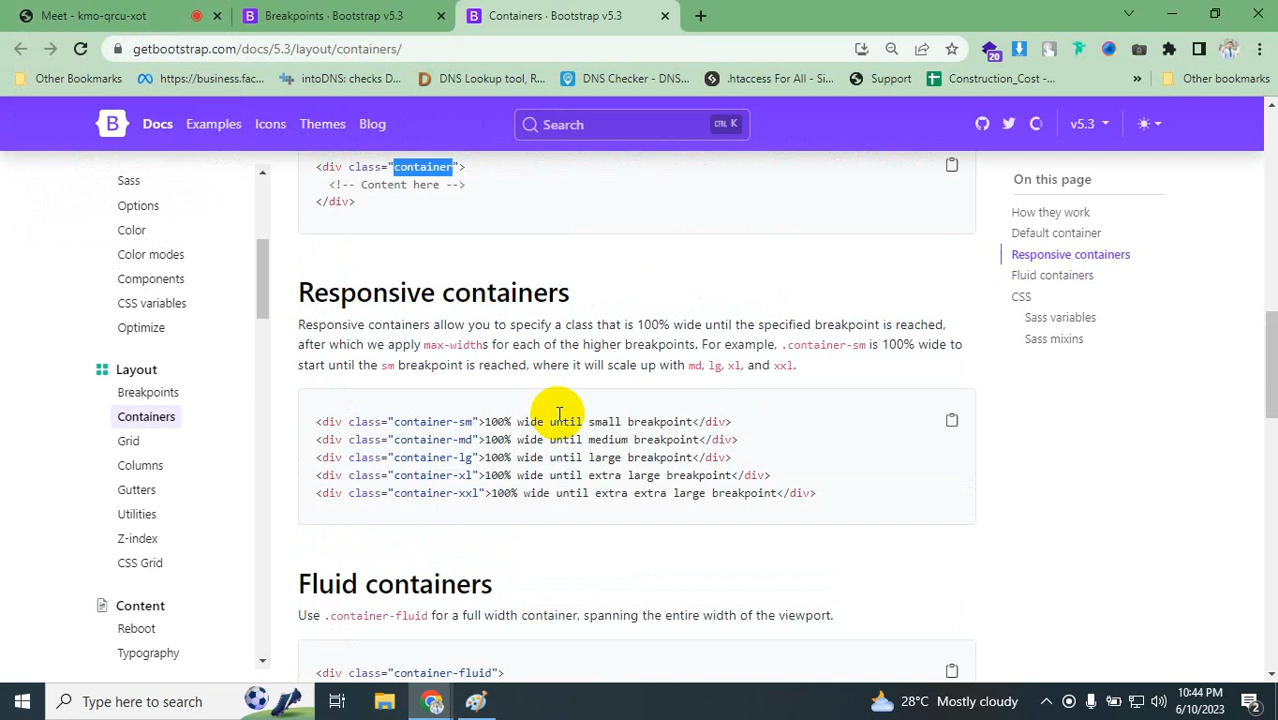 Meet - kmo-qrcu-xot
Breakpoints · Bootstrap v5.3
Containers · Bootstrap v5.3
getbootstrap.com/docs/5.3/layout/containers/
20
Other Bookmarks
https://business.fac...
intoDNS: checks D...
DNS Lookup tool, R...
DNS Checker - DNS...
.htaccess For All - Si...
Support
Construction_Cost -...
»
Other bookmarks
B
Docs
Examples
Icons
Themes
Blog
Search
CTRL K
v5.3
Sass
Options
Color
Color modes
Components
CSS variables
Optimize
Layout
Breakpoints
Containers
Grid
Columns
Gutters
Utilities
Z-index
CSS Grid
Content
Reboot
Typography
<div class="container">
<!-- Content here -->
</div>
Responsive containers
Responsive containers allow you to specify a class that is 100% wide until the specified breakpoint is reached,
after which we apply max-widths for each of the higher breakpoints. For example, .container-sm is 100% wide to
start until the sm breakpoint is reached, where it will scale up with md, lg, xl, and xxl.
<div class="container-sm">100% wide until small breakpoint</div>
<div class="container-md">100% wide until medium breakpoint</div>
<div class="container-lg">100% wide until large breakpoint</div>
<div class="container-xl">100% wide until extra large breakpoint</div>
<div class="container-xxl">100% wide until extra extra large breakpoint</div>
Fluid containers
Use .container-fluid for a full width container, spanning the entire width of the viewport.
<div class="container-fluid">
On this page
How they work
Default container
Responsive containers
Fluid containers
CSS
Sass variables
Sass mixins
Type here to search
28°C Mostly cloudy
10:44 PM
6/10/2023
2